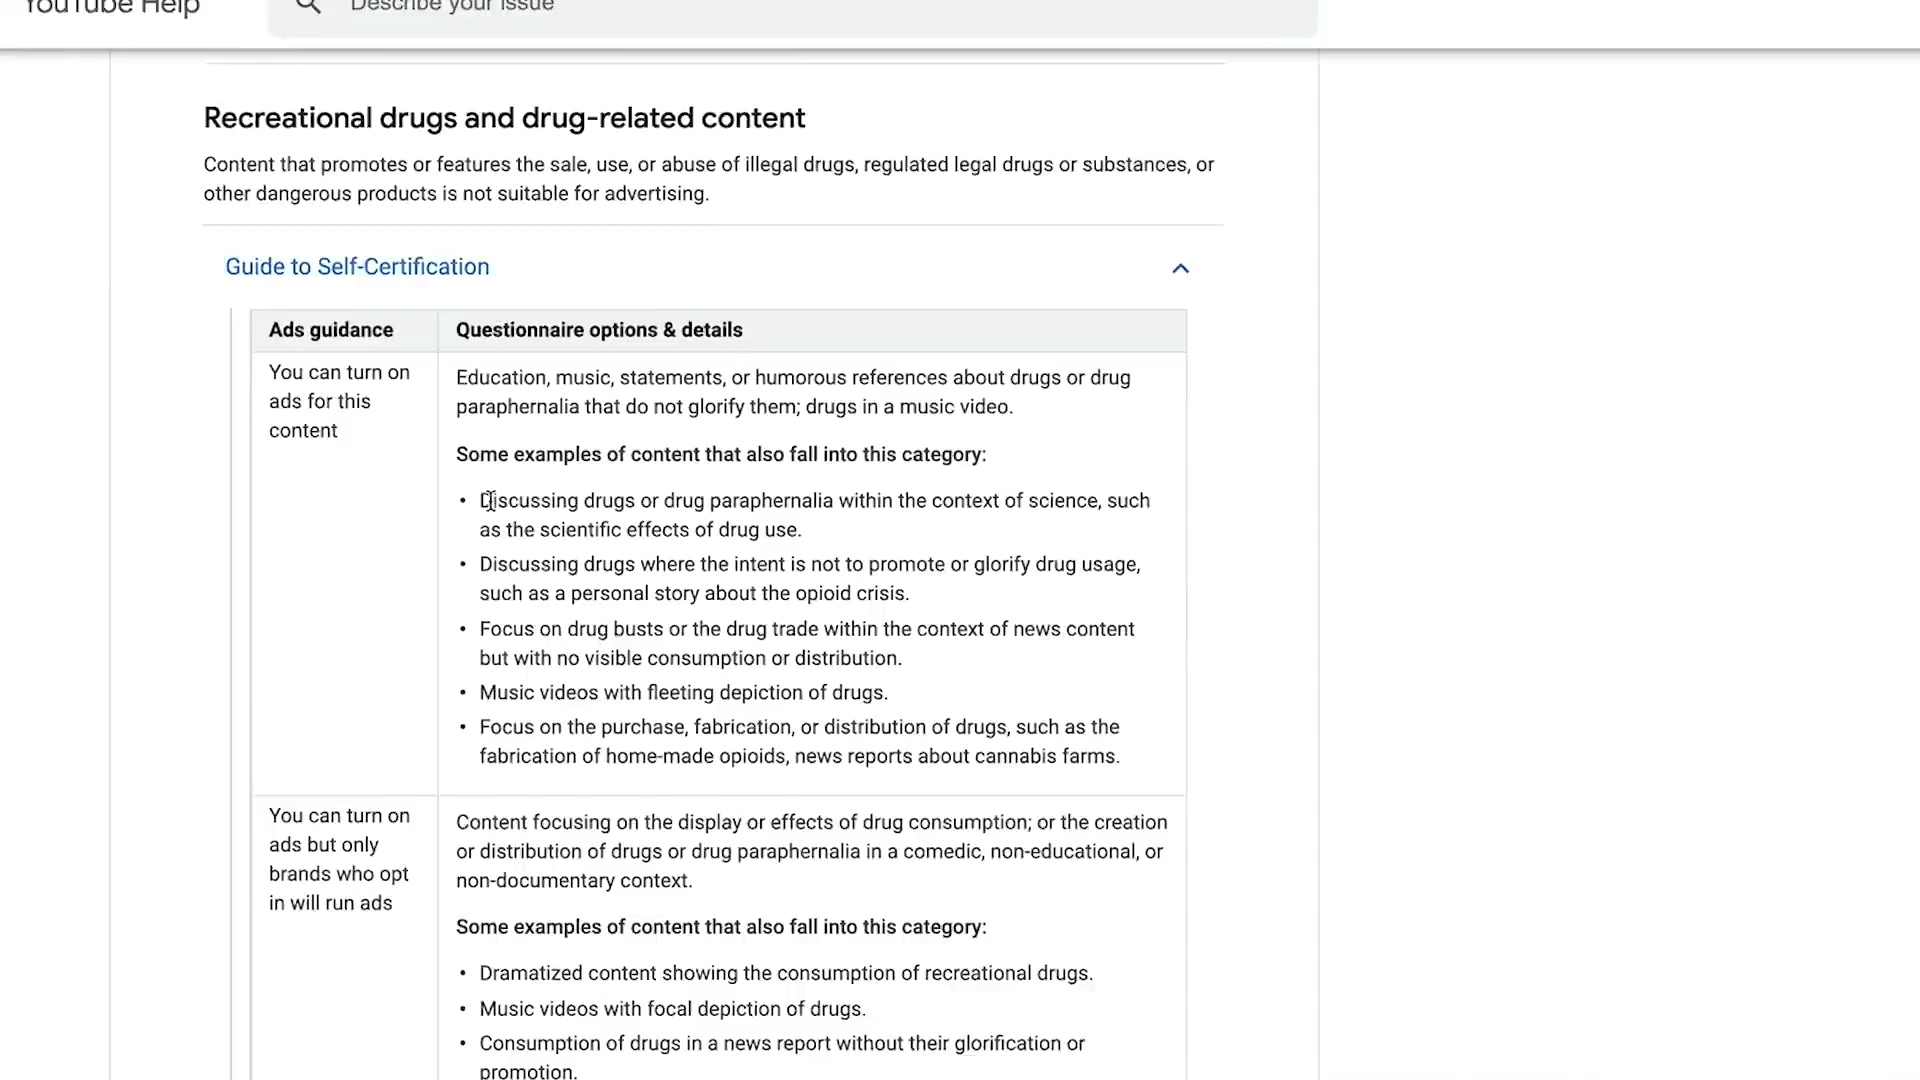 YouTube Help
Describe your issue
Recreational drugs and drug-related content
Content that promotes or features the sale, use, or abuse of illegal drugs, regulated legal drugs or substances, or
other dangerous products is not suitable for advertising.
Guide to Self-Certification
Ads guidance
Questionnaire options & details
You can turn on
ads for this
content
Education, music, statements, or humorous references about drugs or drug
paraphernalia that do not glorify them; drugs in a music video.
Some examples of content that also fall into this category:
• Discussing drugs or drug paraphernalia within the context of science, such
as the scientific effects of drug use.
• Discussing drugs where the intent is not to promote or glorify drug usage,
such as a personal story about the opioid crisis.
• Focus on drug busts or the drug trade within the context of news content
but with no visible consumption or distribution.
• Music videos with fleeting depiction of drugs.
• Focus on the purchase, fabrication, or distribution of drugs, such as the
fabrication of home-made opioids, news reports about cannabis farms.
You can turn on
ads but only
brands who opt
in will run ads
Content focusing on the display or effects of drug consumption; or the creation
or distribution of drugs or drug paraphernalia in a comedic, non-educational, or
non-documentary context.
Some examples of content that also fall into this category:
• Dramatized content showing the consumption of recreational drugs.
• Music videos with focal depiction of drugs.
• Consumption of drugs in a news report without their glorification or
promotion.